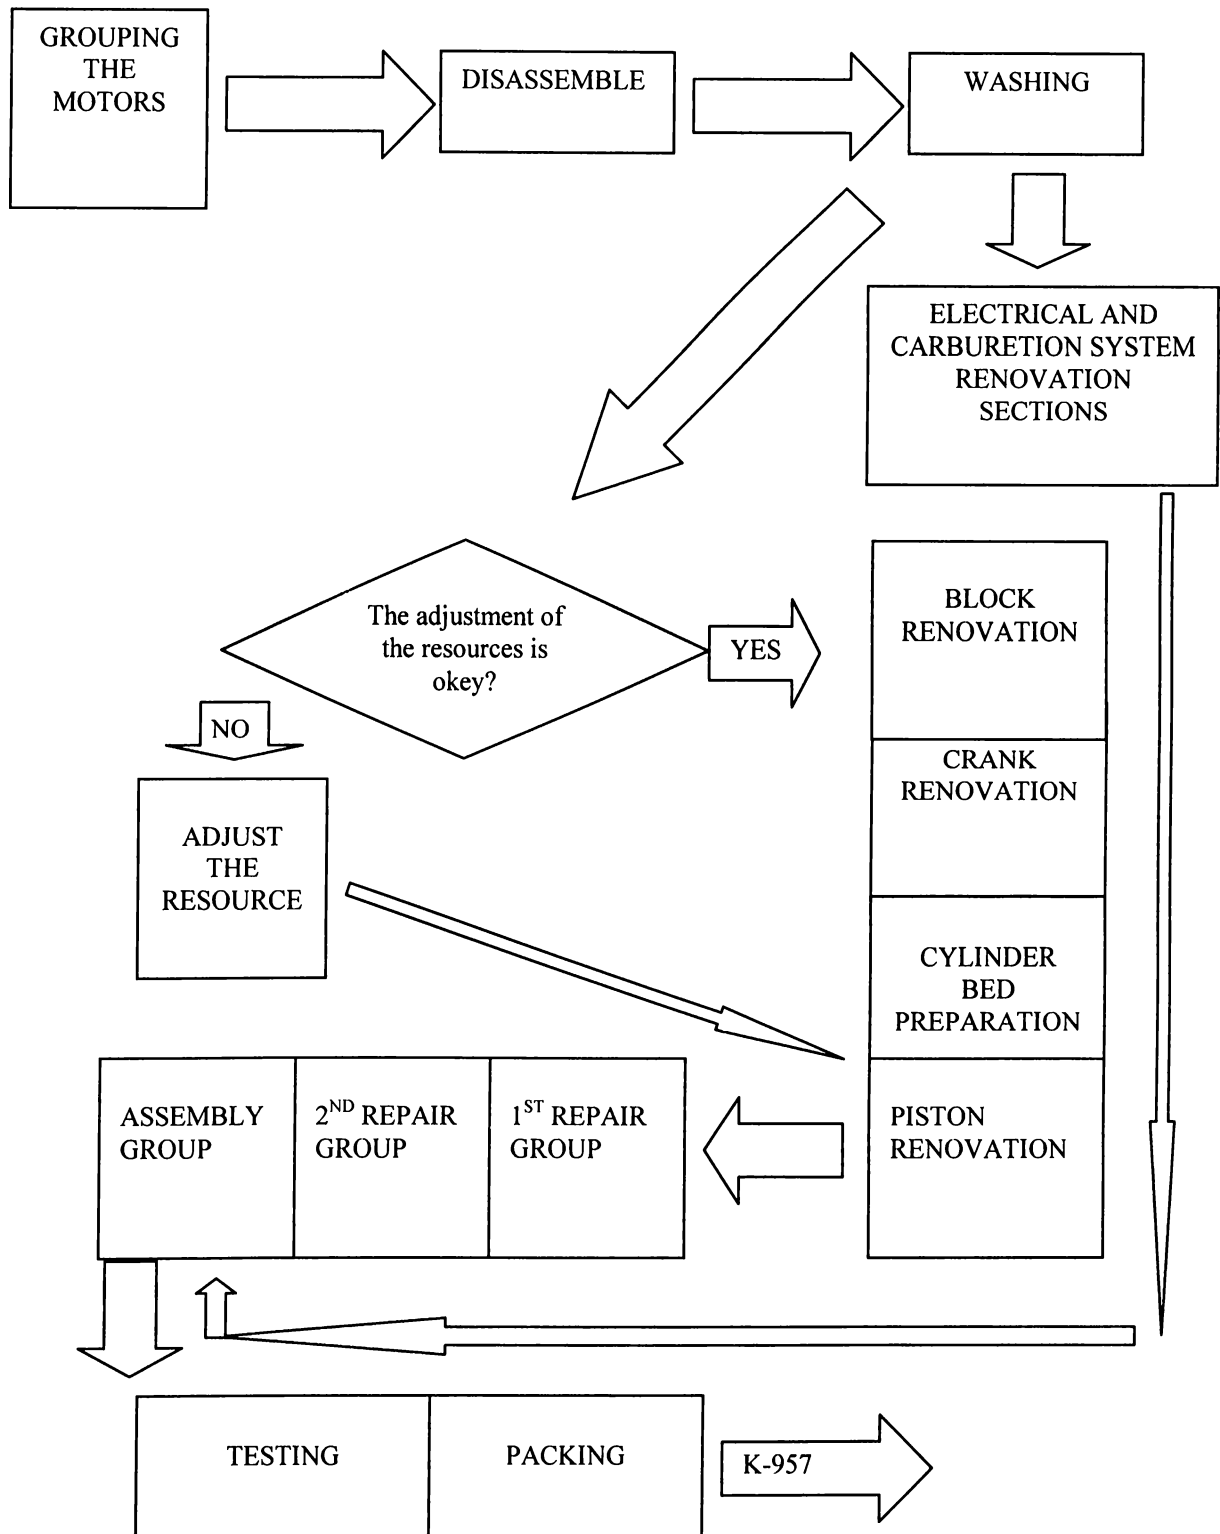 GROUPING
THE
MOTORS
DISASSEMBLE
WASHING
ELECTRICAL AND
CARBURETION SYSTEM
RENOVATION
SECTIONS
The adjustment of
the resources is
okey?
YES
NO
BLOCK
RENOVATION
CRANK
RENOVATION
ADJUST
THE
RESOURCE
CYLINDER
BED
PREPARATION
ASSEMBLY
GROUP
2ND REPAIR
GROUP
1ST REPAIR
GROUP
PISTON
RENOVATION
TESTING
PACKING
K-957